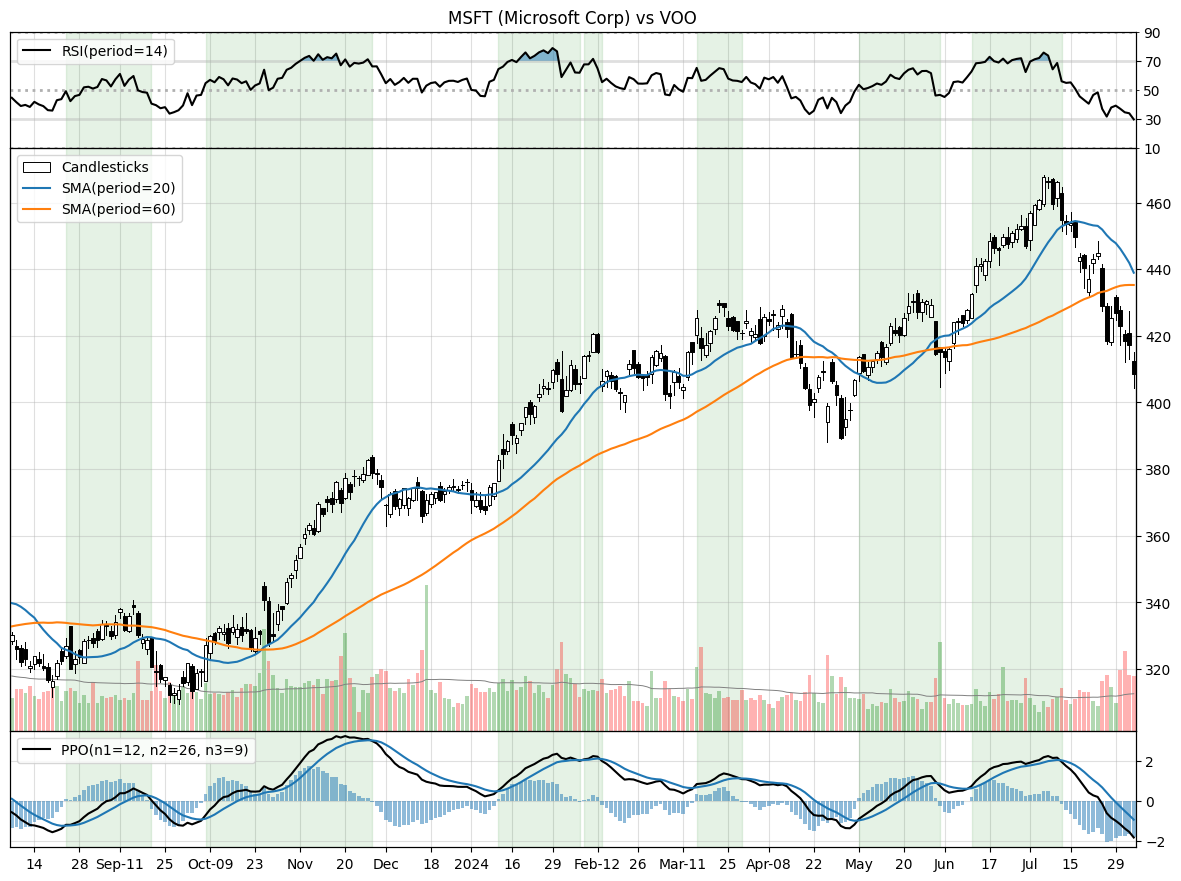 MSFT (Microsoft Corp) vs VOO
RSI(period=14)
90
70
50
30
10
Candlesticks
SMA(period=20)
SMA(period=60)
460
440
420
400
380
360
340
320
PPO(n1=12, n2=26, n3=9)
2
0
−2
14 28 Sep-11 25 Oct-09 23 Nov 20 Dec 18 2024 16 29 Feb-12 26 Mar-11 25 Apr-08 22 May 20 Jun 17 Jul 15 29